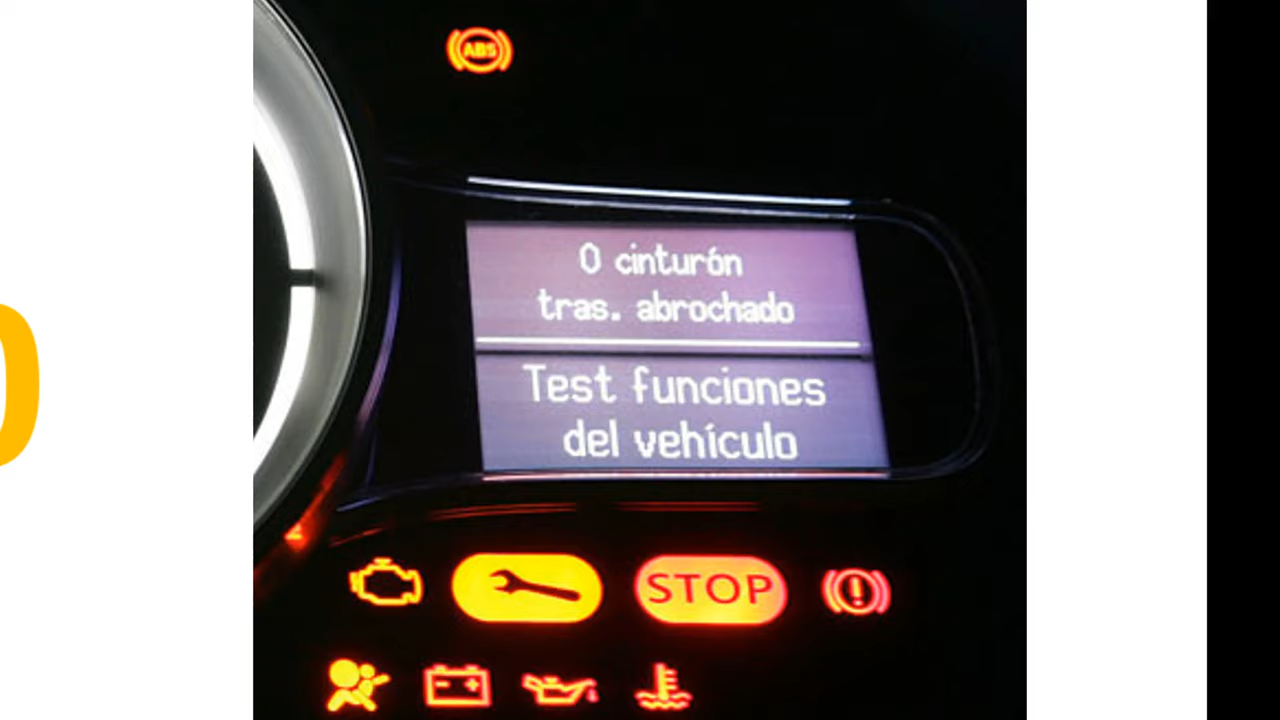 ABS
0 cinturón
tras. abrochado
Test funciones
del vehículo
STOP